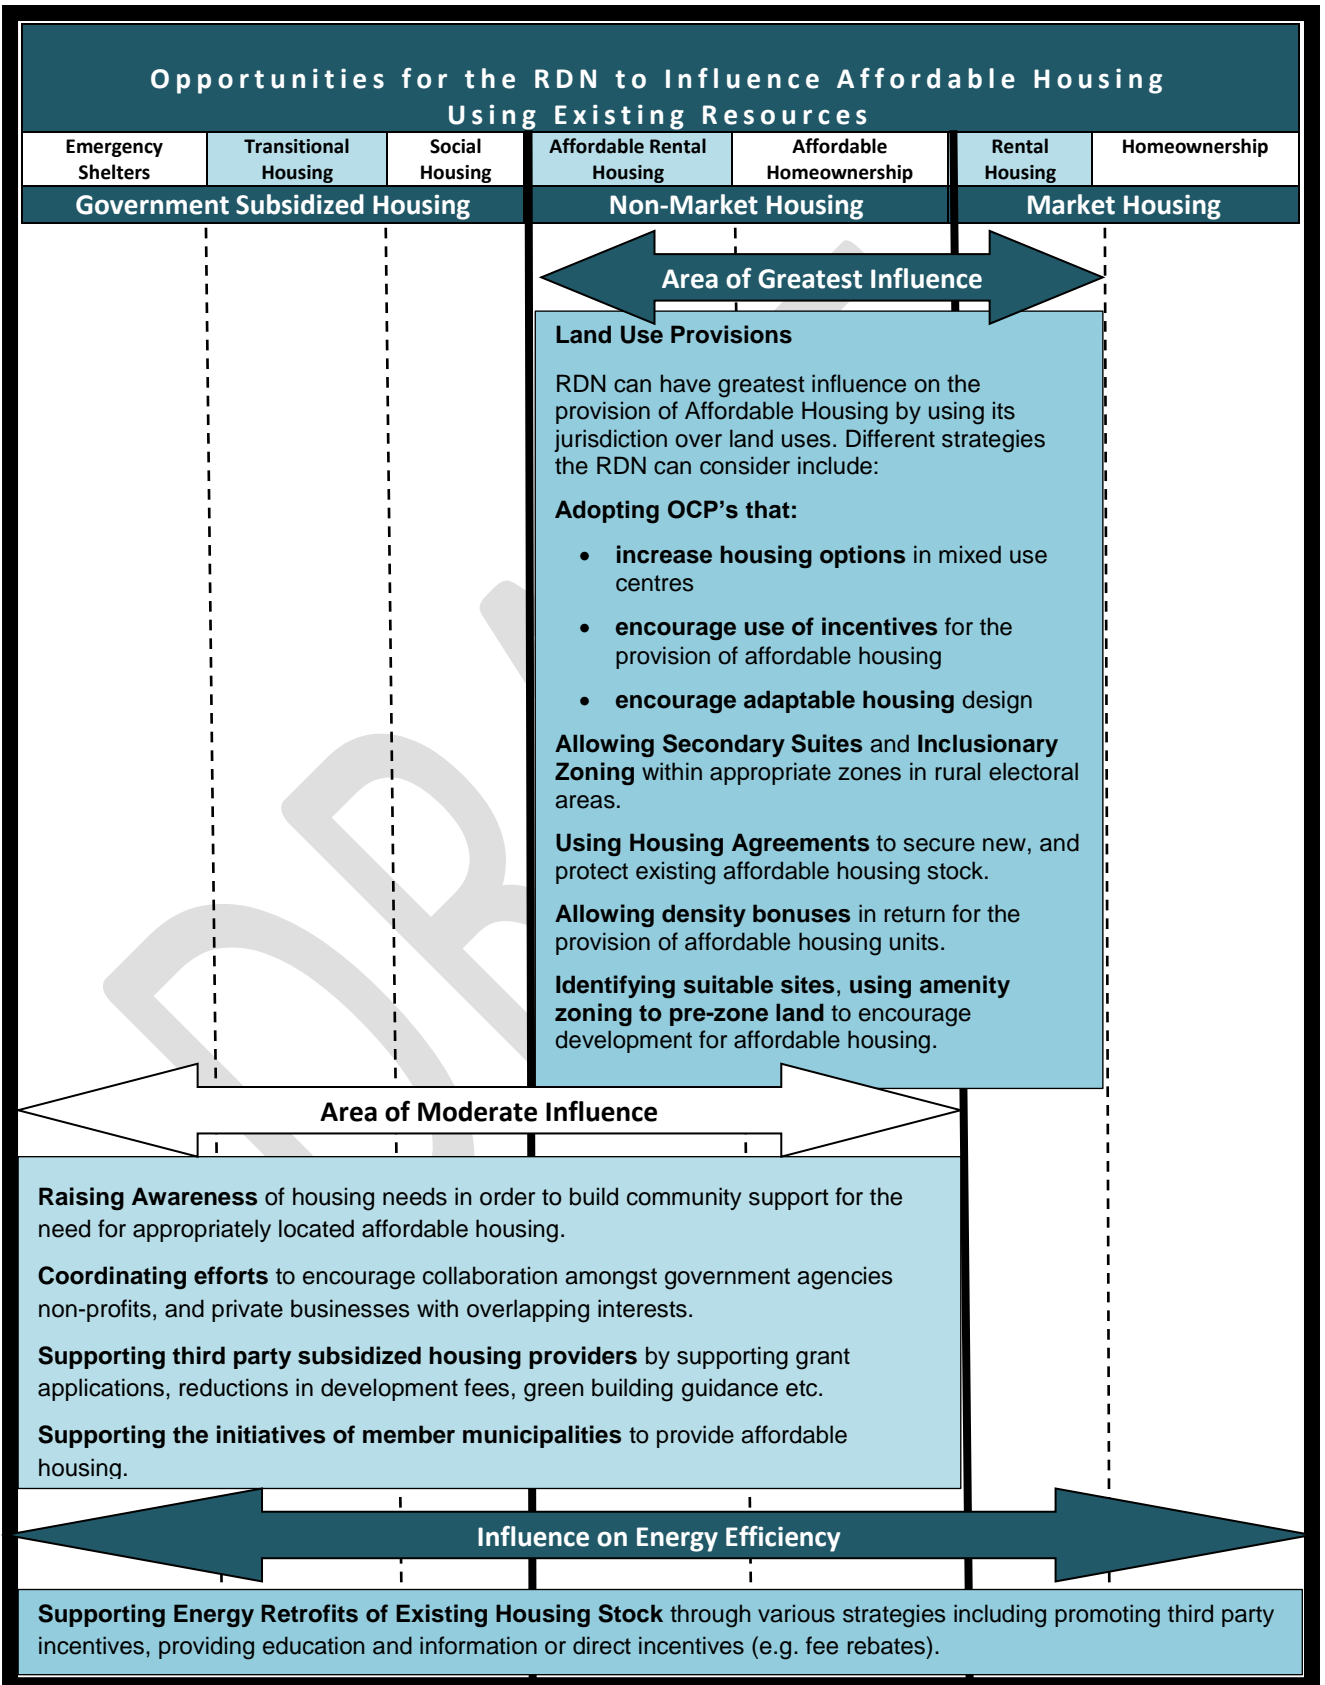 Opportunities for the RDN to Influence Affordable Housing
Using Existing Resources
Emergency
Shelters
Transitional
Housing
Social
Housing
Affordable Rental
Housing
Affordable
Homeownership
Rental
Housing
Homeownership
Government Subsidized Housing
Non-Market Housing
Market Housing
Area of Greatest Influence
Land Use Provisions
RDN can have greatest influence on the
provision of Affordable Housing by using its
jurisdiction over land uses. Different strategies
the RDN can consider include:
Adopting OCP's that:
• increase housing options in mixed use
centres
• encourage use of incentives for the
provision of affordable housing
• encourage adaptable housing design
Allowing Secondary Suites and Inclusionary
Zoning within appropriate zones in rural electoral
areas.
Using Housing Agreements to secure new, and
protect existing affordable housing stock.
Allowing density bonuses in return for the
provision of affordable housing units.
Identifying suitable sites, using amenity
zoning to pre-zone land to encourage
development for affordable housing.
Area of Moderate Influence
Raising Awareness of housing needs in order to build community support for the
need for appropriately located affordable housing.
Coordinating efforts to encourage collaboration amongst government agencies
non-profits, and private businesses with overlapping interests.
Supporting third party subsidized housing providers by supporting grant
applications, reductions in development fees, green building guidance etc.
Supporting the initiatives of member municipalities to provide affordable
housing.
Influence on Energy Efficiency
Supporting Energy Retrofits of Existing Housing Stock through various strategies including promoting third party
incentives, providing education and information or direct incentives (e.g. fee rebates).